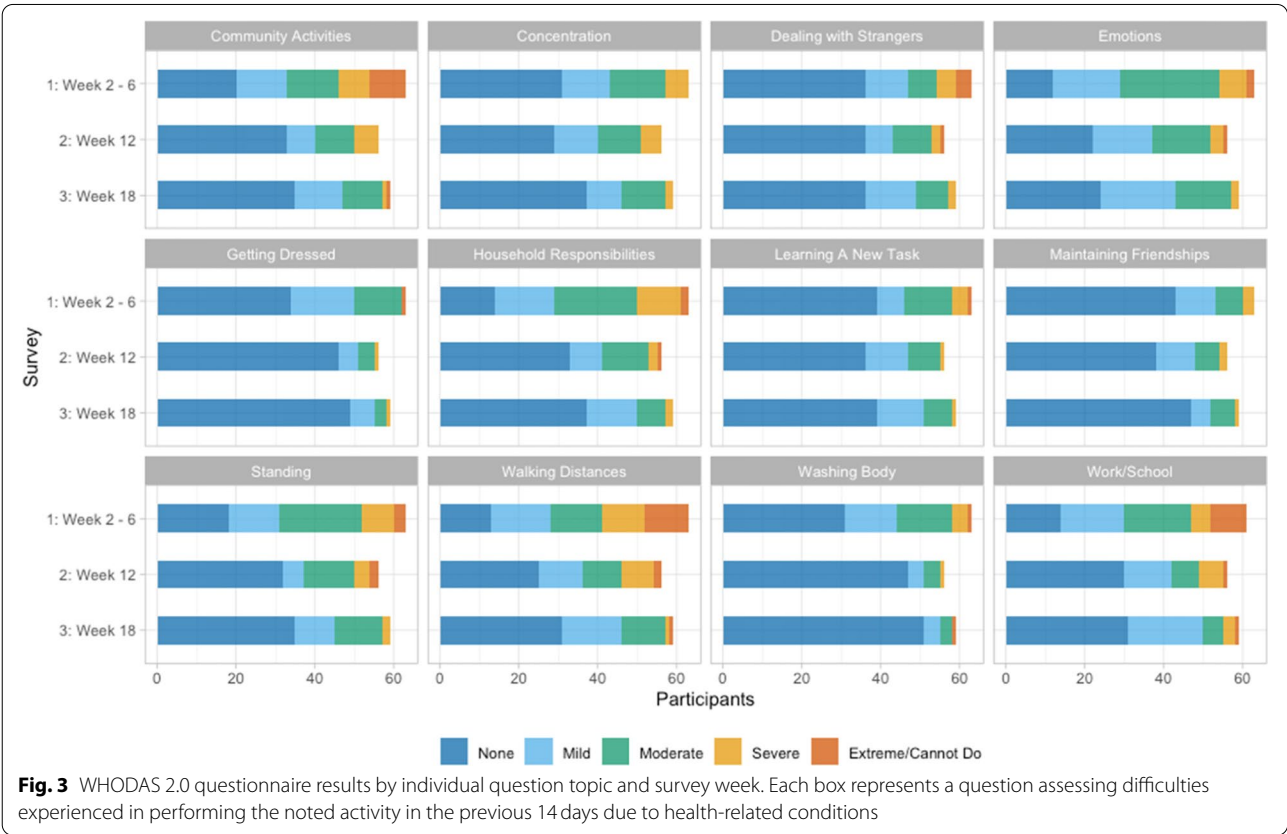 Community Activities
Concentration
Dealing with Strangers
Emotions
1: Week 2 - 6
2: Week 12
3: Week 18
Getting Dressed
Household Responsibilities
Learning A New Task
Maintaining Friendships
1: Week 2 - 6
2: Week 12
3: Week 18
Survey
Standing
Walking Distances
Washing Body
Work/School
1: Week 2 - 6
2: Week 12
3: Week 18
0 20 40 60
0 20 40 60
0 20 40 60
0 20 40 60
Participants
None
Mild
Moderate
Severe
Extreme/Cannot Do
Fig. 3 WHODAS 2.0 questionnaire results by individual question topic and survey week. Each box represents a question assessing difficulties
experienced in performing the noted activity in the previous 14 days due to health-related conditions